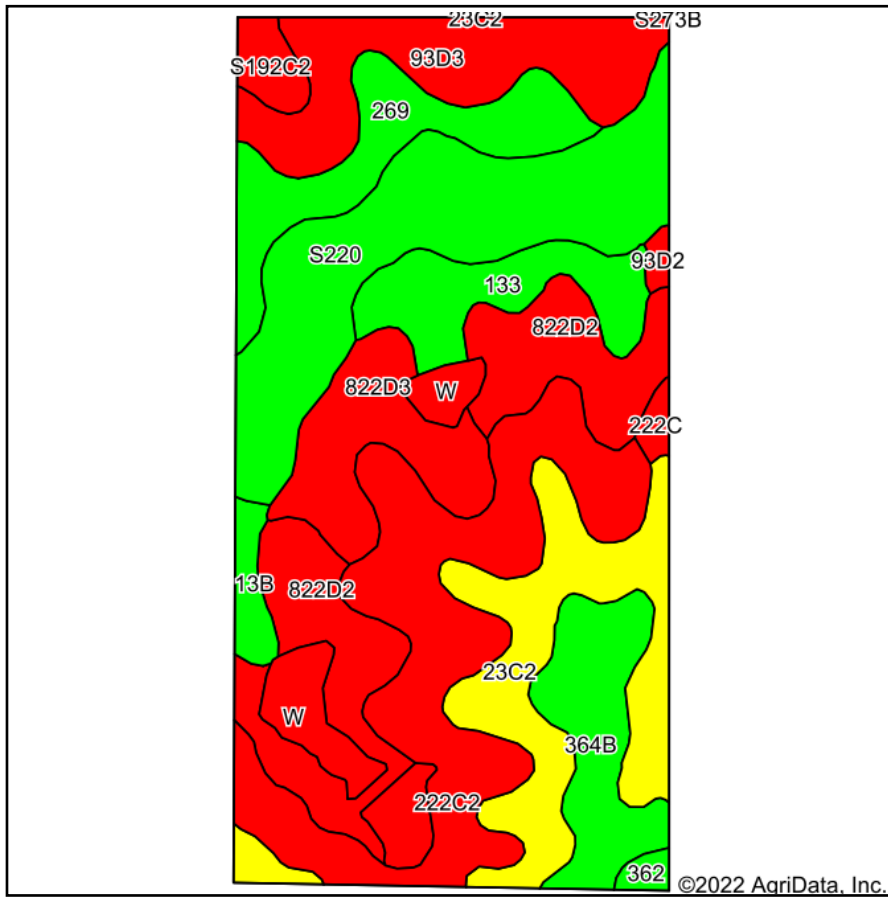 23C2
S273B
S192C2
93D3
269
S220
93D2
133
822D2
822D3
W
222C
13B
822D2
23C2
W
364B
222C2
362
©2022 AgriData, Inc.